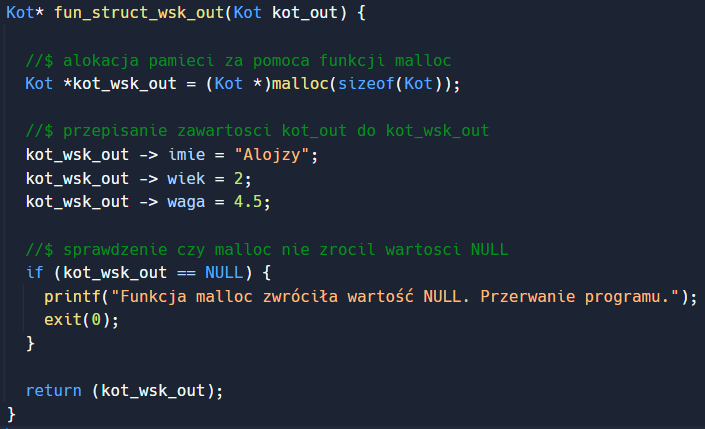 Kot* fun_struct_wsk_out(Kot kot_out) {
//$ alokacja pamieci za pomoca funkcji malloc
Kot *kot_wsk_out = (Kot *)malloc(sizeof(Kot));
//$ przepisanie zawartosci kot_out do kot_wsk_out
kot_wsk_out -> imie = "Alojzy";
kot_wsk_out -> wiek = 2;
kot_wsk_out -> waga = 4.5;
//$ sprawdzenie czy malloc nie zrocil wartosci NULL
if (kot_wsk_out == NULL) {
printf("Funkcja malloc zwróciła wartość NULL. Przerwanie programu.");
exit(0);
}
return (kot_wsk_out);
}